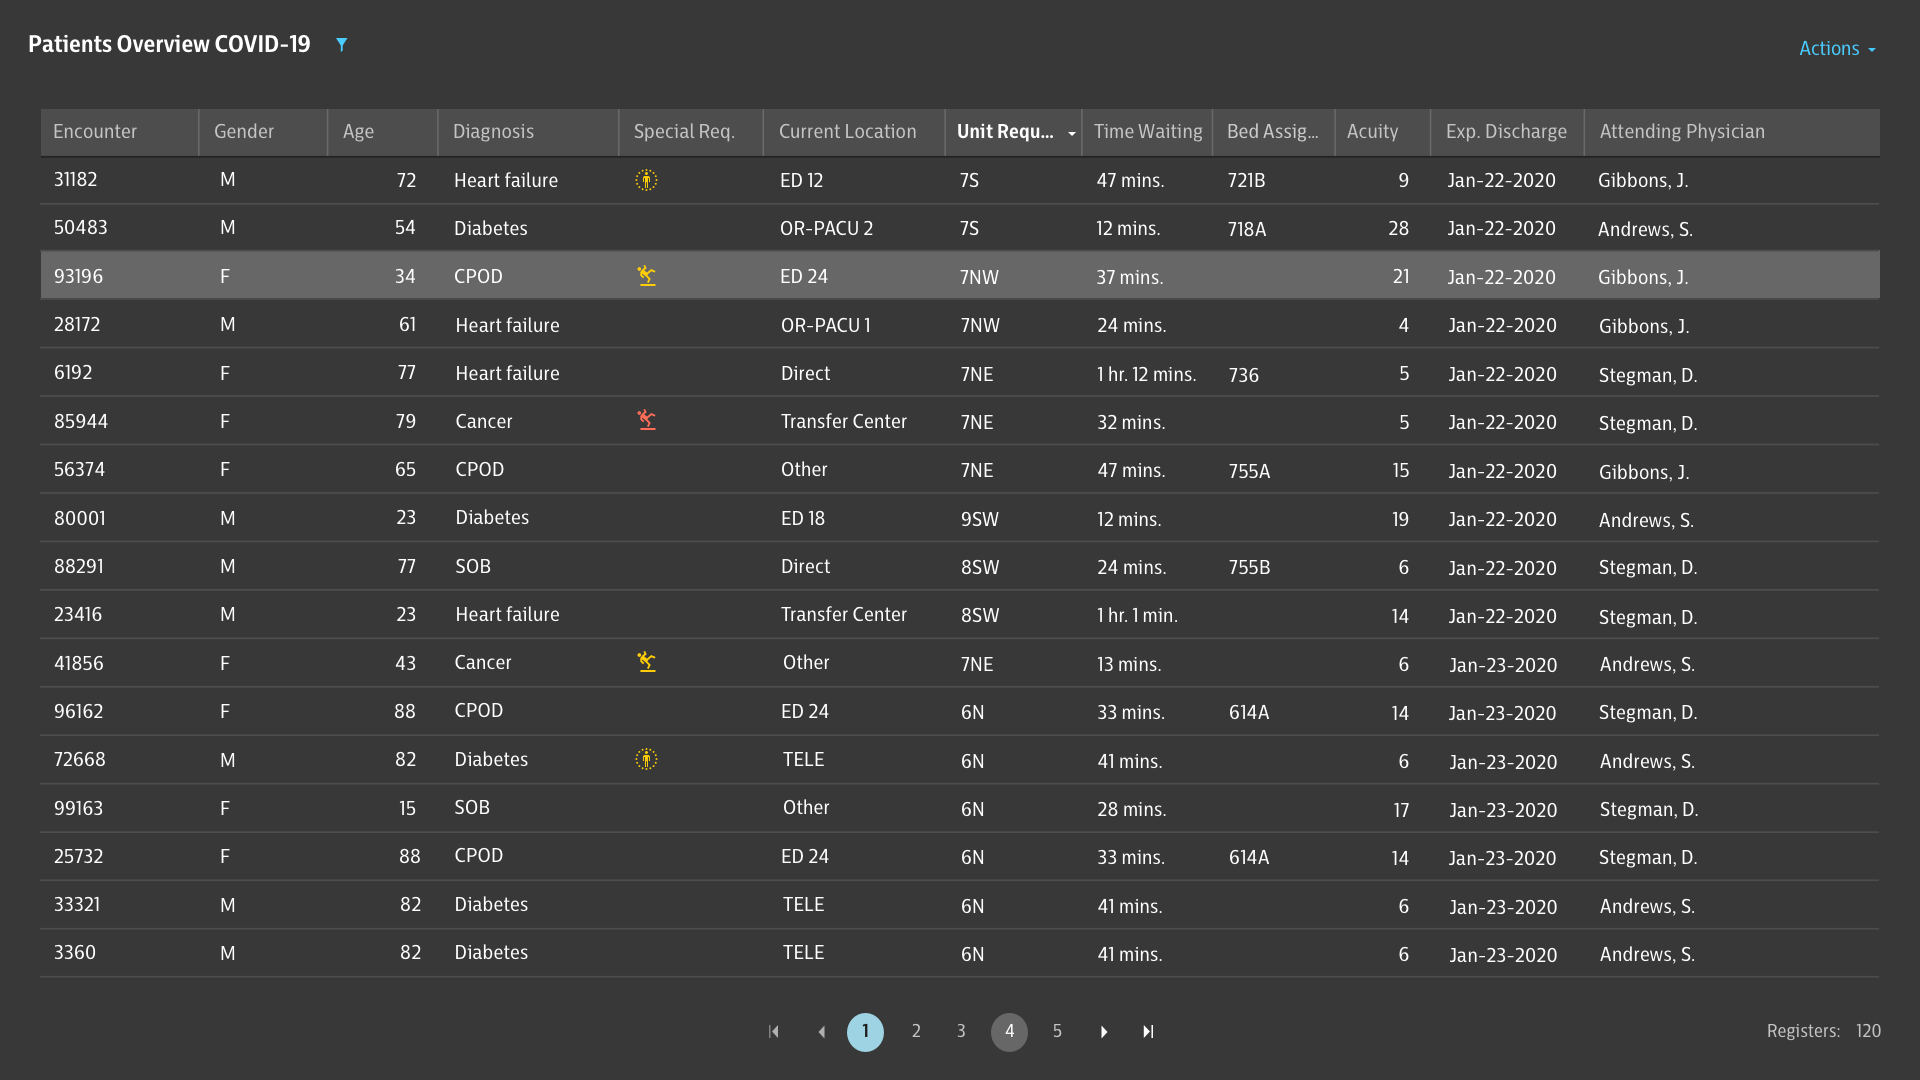 Patients Overview COVID-19
Actions
Encounter Gender Age Diagnosis Special Req. Current Location Unit Requ... Time Waiting Bed Assig... Acuity Exp. Discharge Attending Physician
31182 M 72 Heart failure ED 12 7S 47 mins. 721B 9 Jan-22-2020 Gibbons, J.
50483 M 54 Diabetes OR-PACU 2 7S 12 mins. 718A 28 Jan-22-2020 Andrews, S.
93196 F 34 CPOD ED 24 7NW 37 mins. 21 Jan-22-2020 Gibbons, J.
28172 M 61 Heart failure OR-PACU 1 7NW 24 mins. 4 Jan-22-2020 Gibbons, J.
6192 F 77 Heart failure Direct 7NE 1 hr. 12 mins. 736 5 Jan-22-2020 Stegman, D.
85944 F 79 Cancer Transfer Center 7NE 32 mins. 5 Jan-22-2020 Stegman, D.
56374 F 65 CPOD Other 7NE 47 mins. 755A 15 Jan-22-2020 Gibbons, J.
80001 M 23 Diabetes ED 18 9SW 12 mins. 19 Jan-22-2020 Andrews, S.
88291 M 77 SOB Direct 8SW 24 mins. 755B 6 Jan-22-2020 Stegman, D.
23416 M 23 Heart failure Transfer Center 8SW 1 hr. 1 min. 14 Jan-22-2020 Stegman, D.
41856 F 43 Cancer Other 7NE 13 mins. 6 Jan-23-2020 Andrews, S.
96162 F 88 CPOD ED 24 6N 33 mins. 614A 14 Jan-23-2020 Stegman, D.
72668 M 82 Diabetes TELE 6N 41 mins. 6 Jan-23-2020 Andrews, S.
99163 F 15 SOB Other 6N 28 mins. 17 Jan-23-2020 Stegman, D.
25732 F 88 CPOD ED 24 6N 33 mins. 614A 14 Jan-23-2020 Stegman, D.
33321 M 82 Diabetes TELE 6N 41 mins. 6 Jan-23-2020 Andrews, S.
3360 M 82 Diabetes TELE 6N 41 mins. 6 Jan-23-2020 Andrews, S.
1 2 3 4 5
Registers: 120